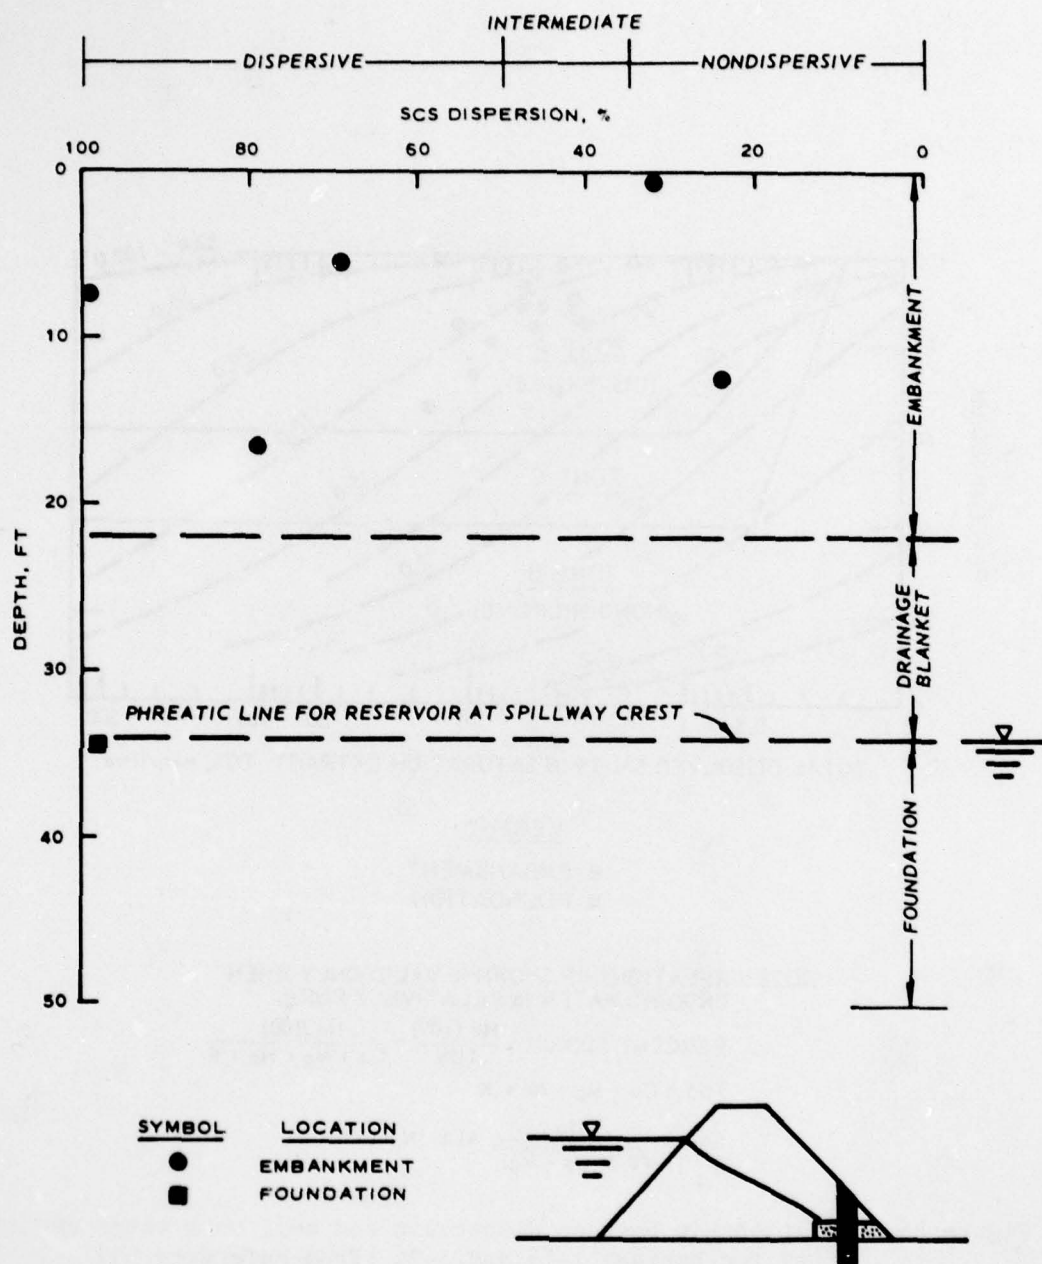 INTERMEDIATE
DISPERSIVE
NONDISPERSIVE
SCS DISPERSION, %
100 80 60 40 20 0
0
10
20
30
40
50
DEPTH, FT
EMBANKMENT
DRAINAGE
BLANKET
PHREATIC LINE FOR RESERVOIR AT SPILLWAY CREST
FOUNDATION
SYMBOL LOCATION
EMBANKMENT
FOUNDATION